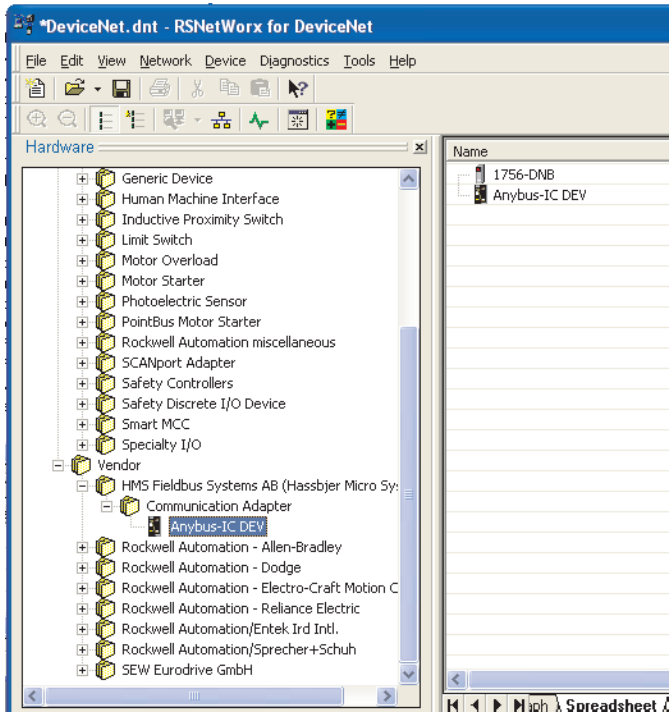 *DeviceNet.dnt - RSNetWorx for DeviceNet
File Edit View Network Device Diagnostics Tools Help
Hardware
Generic Device
Human Machine Interface
Inductive Proximity Switch
Limit Switch
Motor Overload
Motor Starter
Photoelectric Sensor
PointBus Motor Starter
Rockwell Automation miscellaneous
SCANport Adapter
Safety Controllers
Safety Discrete I/O Device
Smart MCC
Specialty I/O
Vendor
HMS Fieldbus Systems AB (Hassbjer Micro Sy
Communication Adapter
Anybus-IC DEV
Rockwell Automation - Allen-Bradley
Rockwell Automation - Dodge
Rockwell Automation - Electro-Craft Motion C
Rockwell Automation - Reliance Electric
Rockwell Automation/Entek Ird Intl.
Rockwell Automation/Sprecher+Schuh
SEW Eurodrive GmbH
Name
1756-DNB
Anybus-IC DEV
aph Spreadsheet